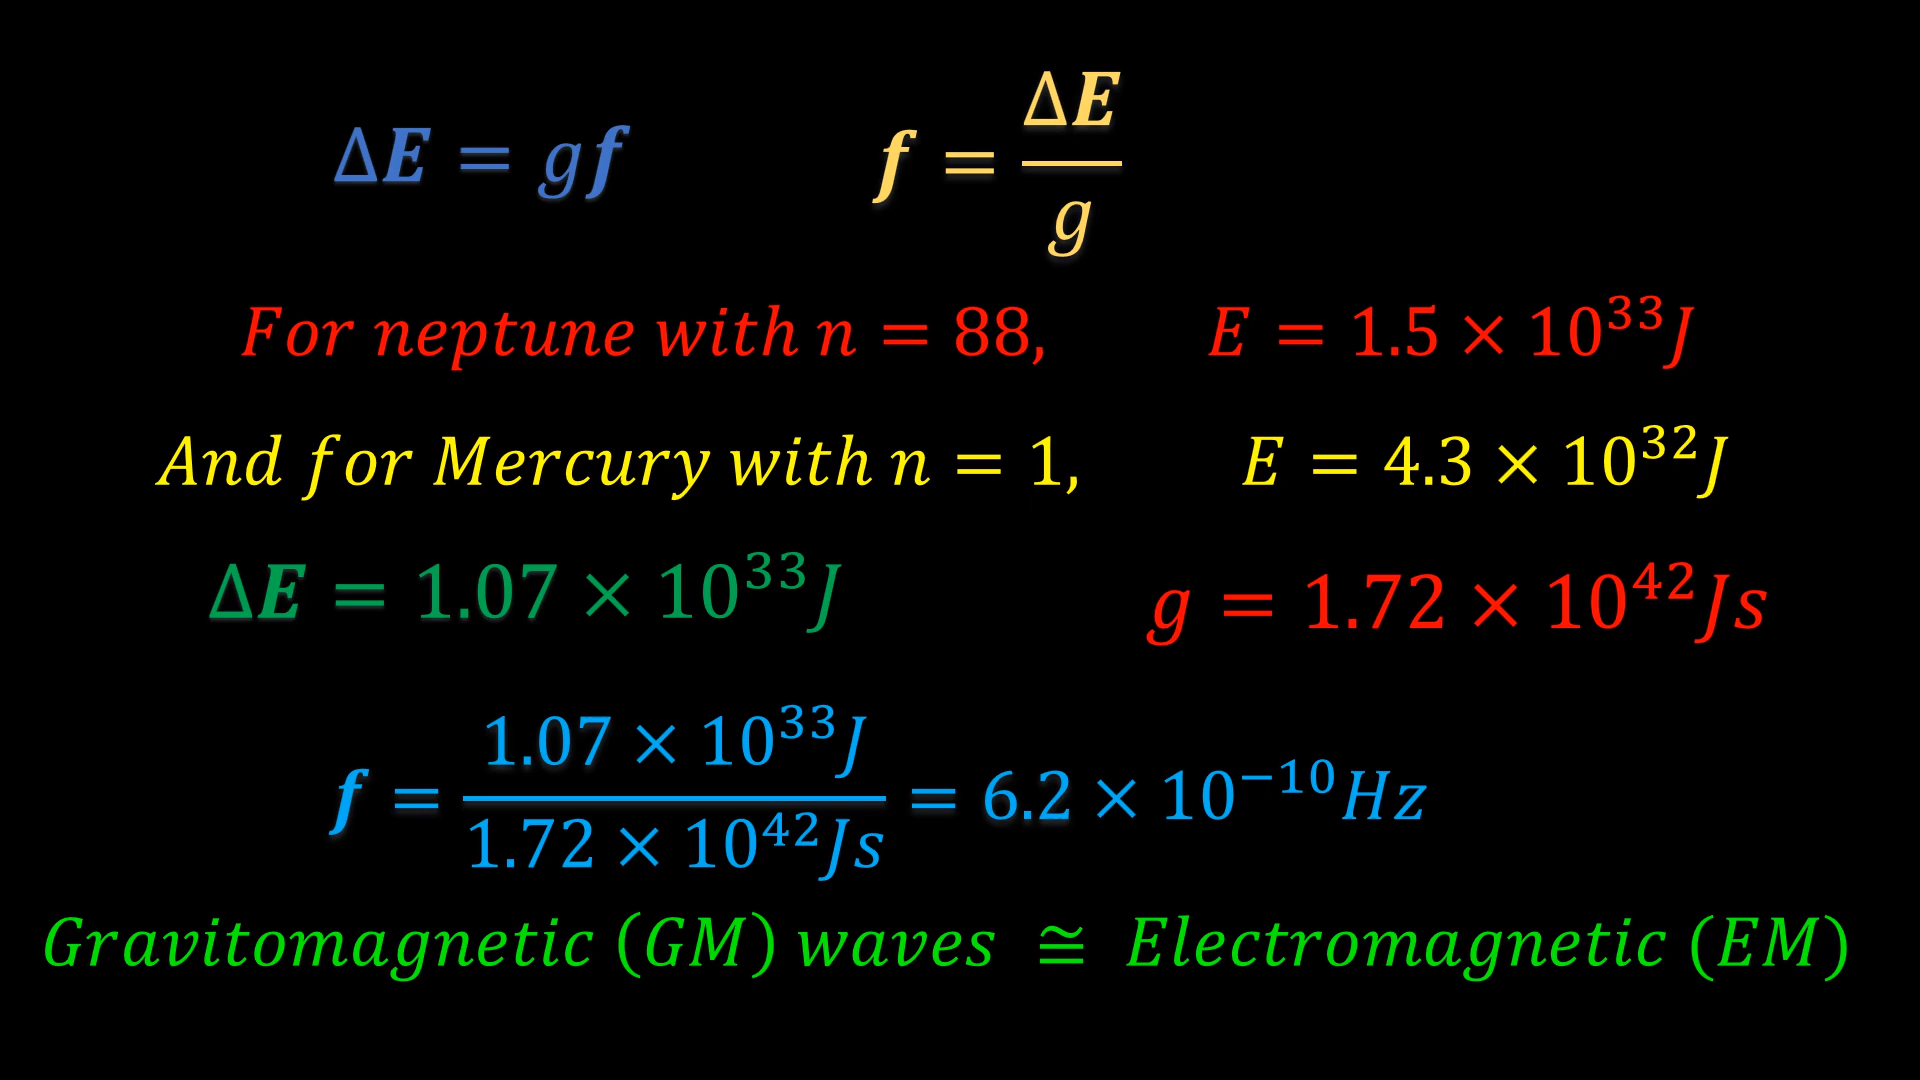 ΔE = gf    f = ΔE/g
For neptune with n = 88,    E = 1.5 × 10³³J
And for Mercury with n = 1,    E = 4.3 × 10³²J
ΔE = 1.07 × 10³³J    g = 1.72 × 10⁴²Js
f = 1.07 × 10³³J / 1.72 × 10⁴²Js = 6.2 × 10⁻¹⁰Hz
Gravitomagnetic (GM) waves ≅ Electromagnetic (EM)